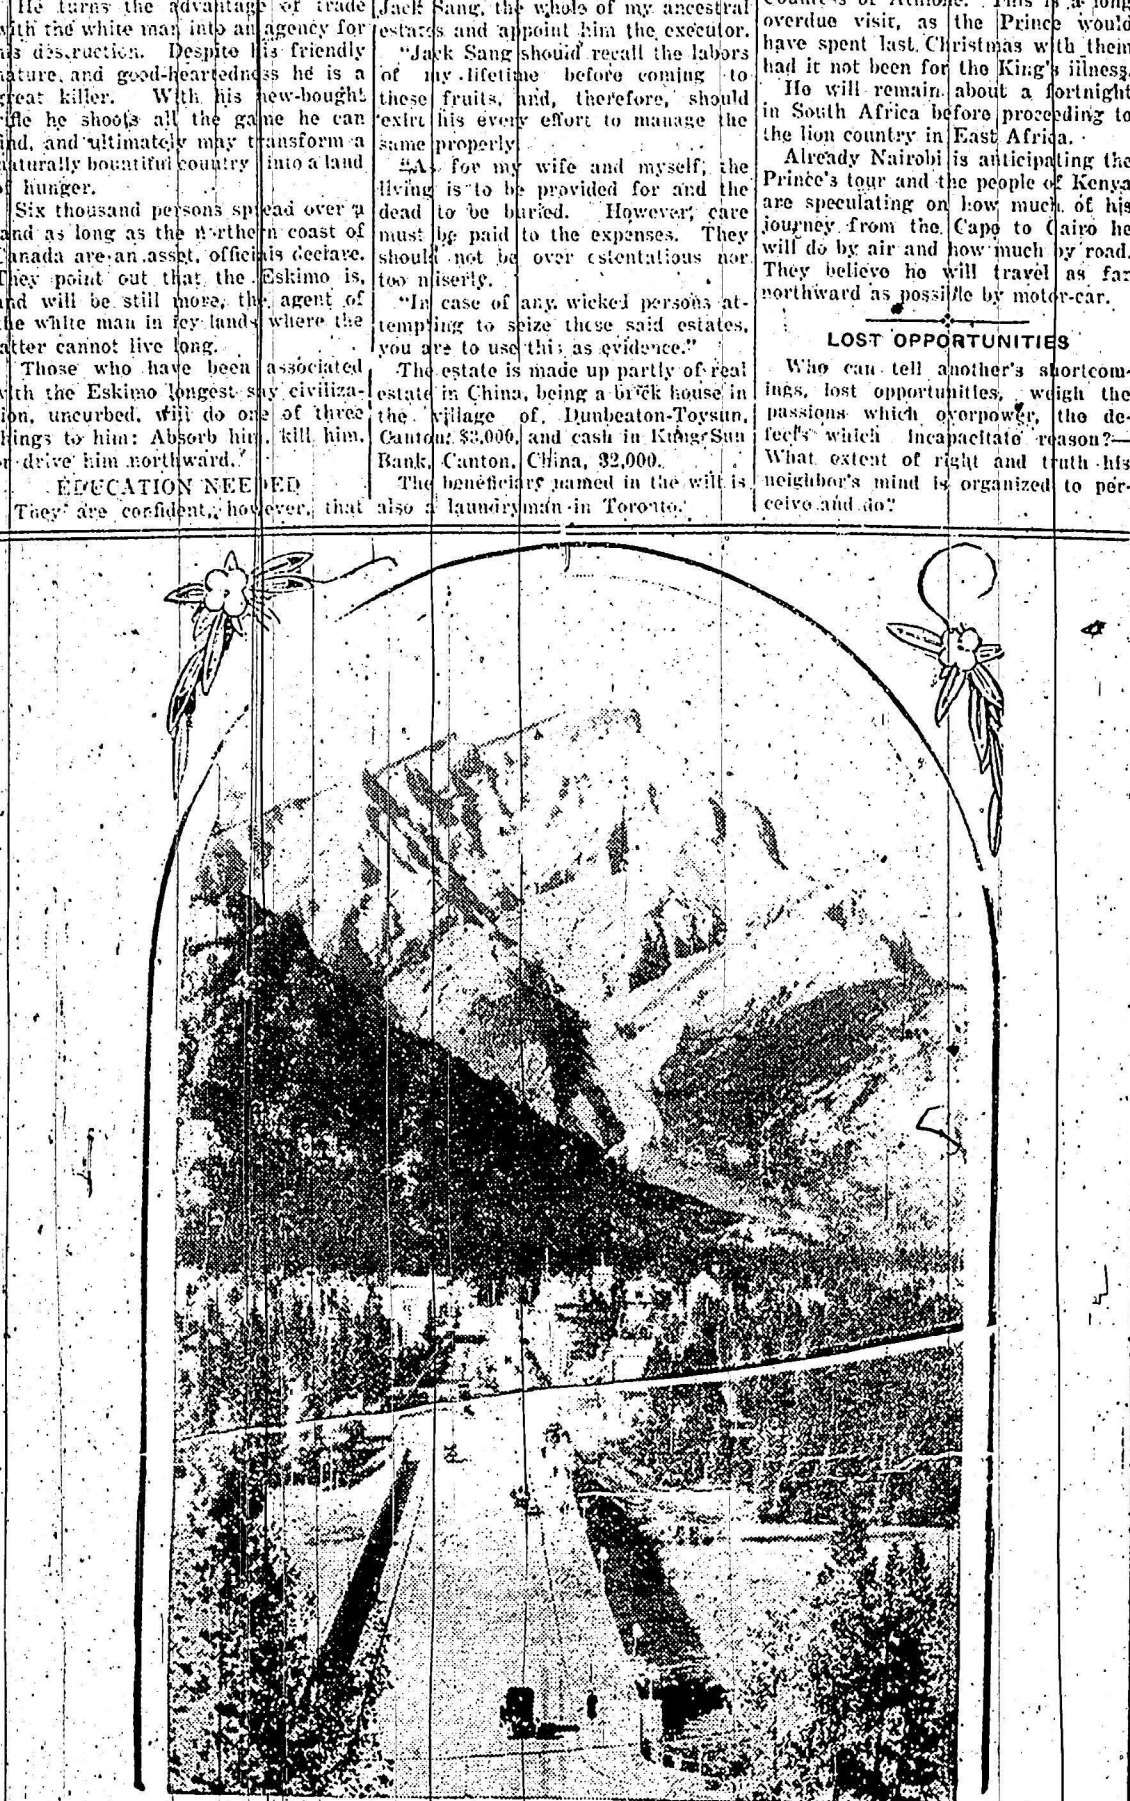 He turns the advantage of trade
with the white man into an agency for
his destruction. Despite his friendly
nature, and good-heartedness he is a
great killer. With his new-bought
rifle he shoots all the game he can
find, and ultimately may transform a
naturally bountiful country into a land
of hunger.
Six thousand persons spread over a
land as long as the northern coast of
Canada are an asset, officials declare.
They point out that the Eskimo is,
and will be still more, the agent of
the white man in icy lands where the
latter cannot live long.
Those who have been associated
with the Eskimo longest say civiliza-
tion, uncurbed, will do one of three
things to him: Absorb him, kill him,
or drive him northward.
EDUCATION NEEDED
They are confident, however, that
Jack Sang, the whole of my ancestral
estates and appoint him the executor.
"Jack Sang should recall the labors
of my lifetime before coming to
these fruits, and, therefore, should
exert his every effort to manage the
same properly.
"As for my wife and myself, the
living is to be provided for and the
dead to be buried. However, care
must be paid to the expenses. They
should not be over ostentatious nor
too miserly.
"In case of any wicked persons at-
tempting to seize these said estates,
you are to use this as evidence."
The estate is made up partly of real
estate in China, being a brick house in
the village of Dunbeaton-Toysun,
Canton, $3,000, and cash in Sun
Bank, Canton, China, $2,000.
The beneficiary named in the will is
also a laundryman in Toronto.
Countess of Athlone. This is a long
overdue visit, as the Prince would
have spent last Christmas with them
had it not been for the King's illness.
He will remain about a fortnight
in South Africa before proceeding to
the lion country in East Africa.
Already Nairobi is anticipating the
Prince's tour and the people of Kenya
are speculating on how much of his
journey from the Cape to Cairo he
will do by air and how much by road.
They believe he will travel as far
northward as possible by motor-car.
LOST OPPORTUNITIES
Who can tell another's shortcom-
ings, lost opportunities, weigh the
passions which overpower, the de-
fects which incapacitate reason?—
What extent of right and truth his
neighbor's mind is organized to per-
ceive and do?